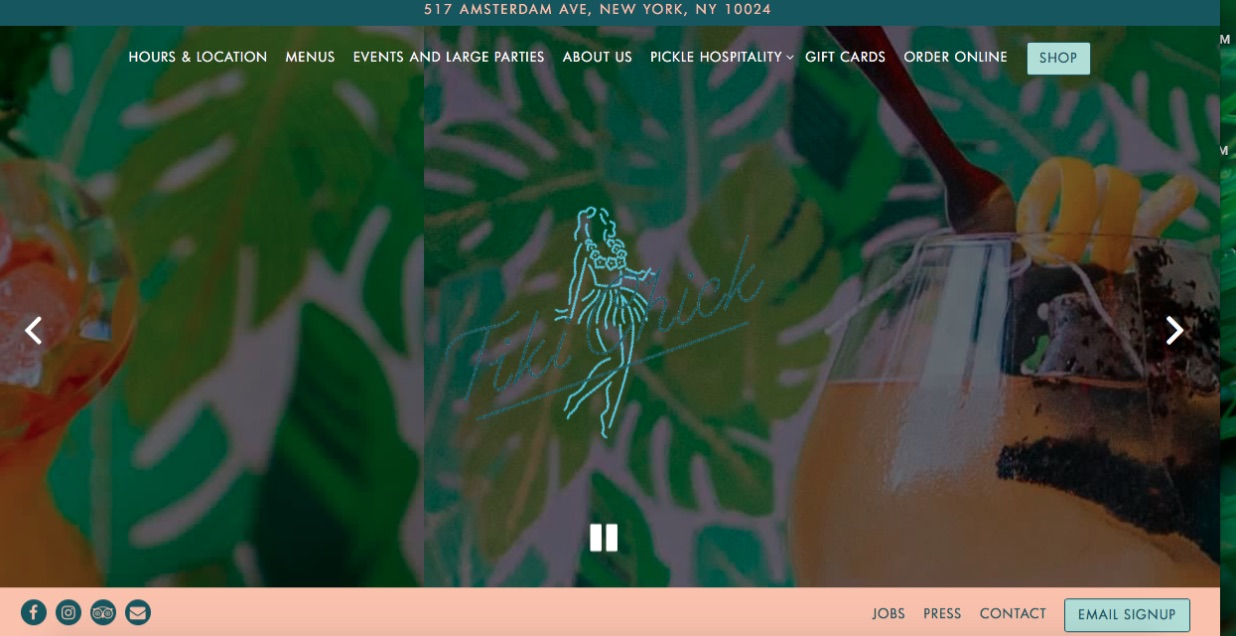 517 AMSTERDAM AVE, NEW YORK, NY 10024
HOURS & LOCATION MENUS EVENTS AND LARGE PARTIES ABOUT US PICKLE HOSPITALITY GIFT CARDS ORDER ONLINE SHOP
Tiki Chick
JOBS PRESS CONTACT EMAIL SIGNUP